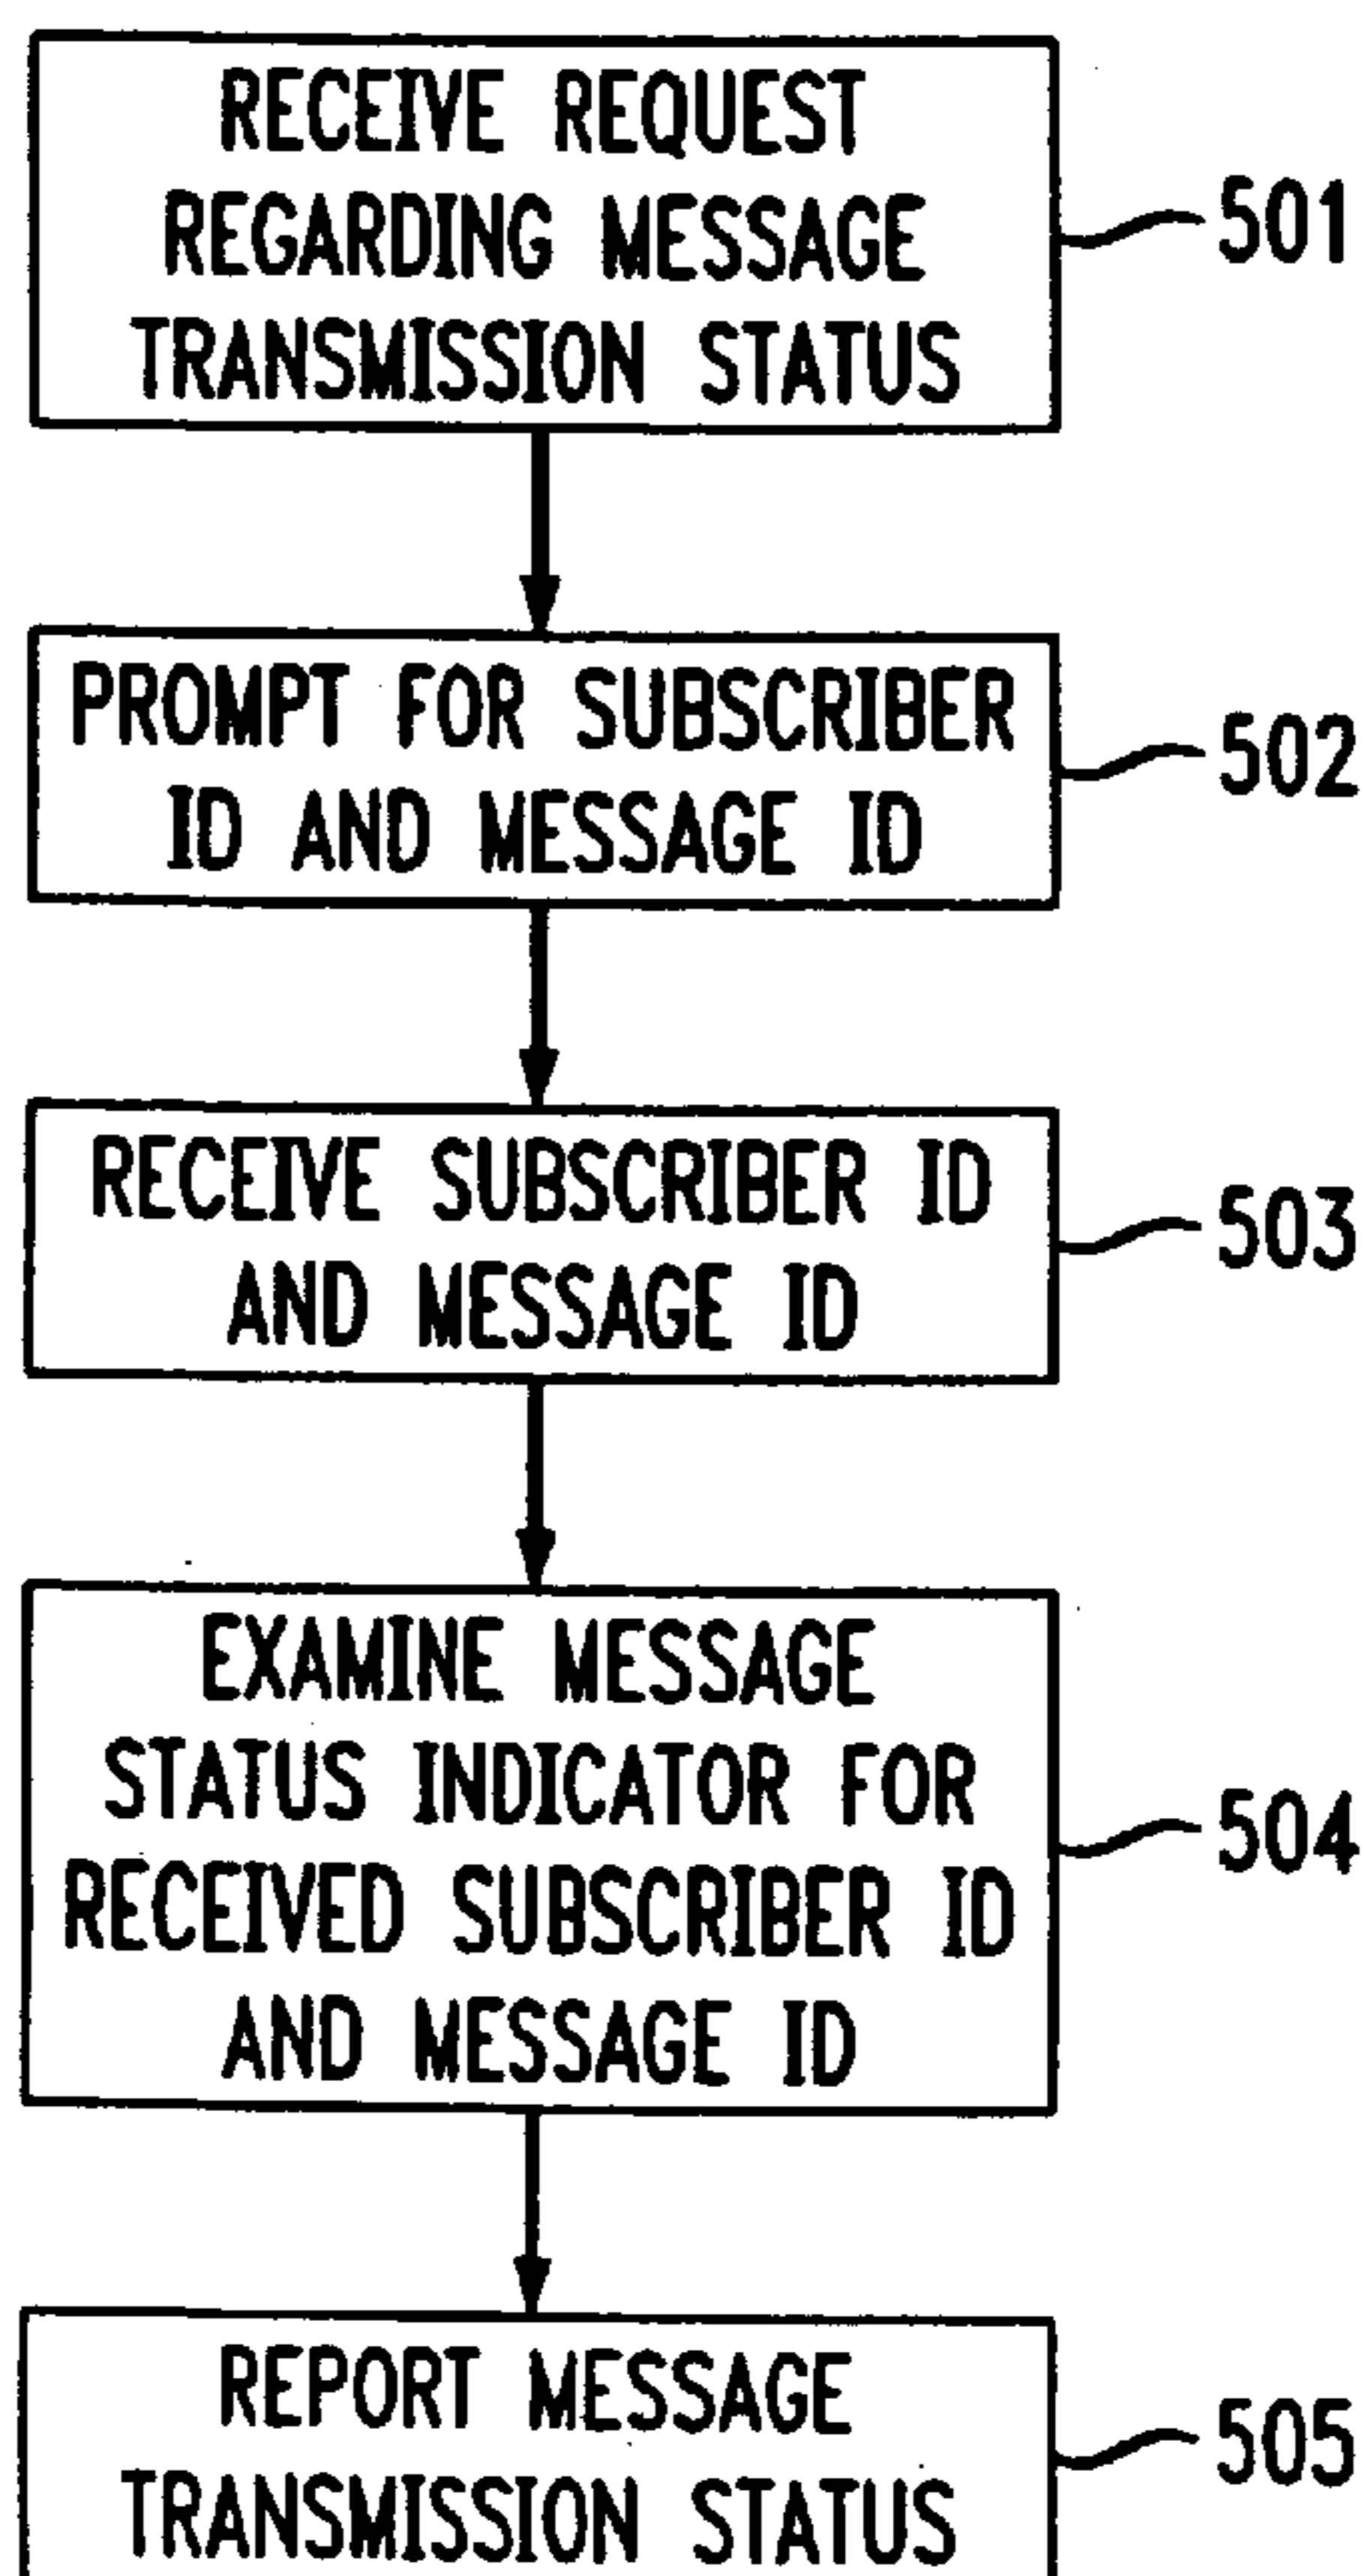 RECEIVE REQUEST
REGARDING MESSAGE
TRANSMISSION STATUS
501
PROMPT FOR SUBSCRIBER
ID AND MESSAGE ID
502
RECEIVE SUBSCRIBER ID
AND MESSAGE ID
503
EXAMINE MESSAGE
STATUS INDICATOR FOR
RECEIVED SUBSCRIBER ID
AND MESSAGE ID
504
REPORT MESSAGE
TRANSMISSION STATUS
505